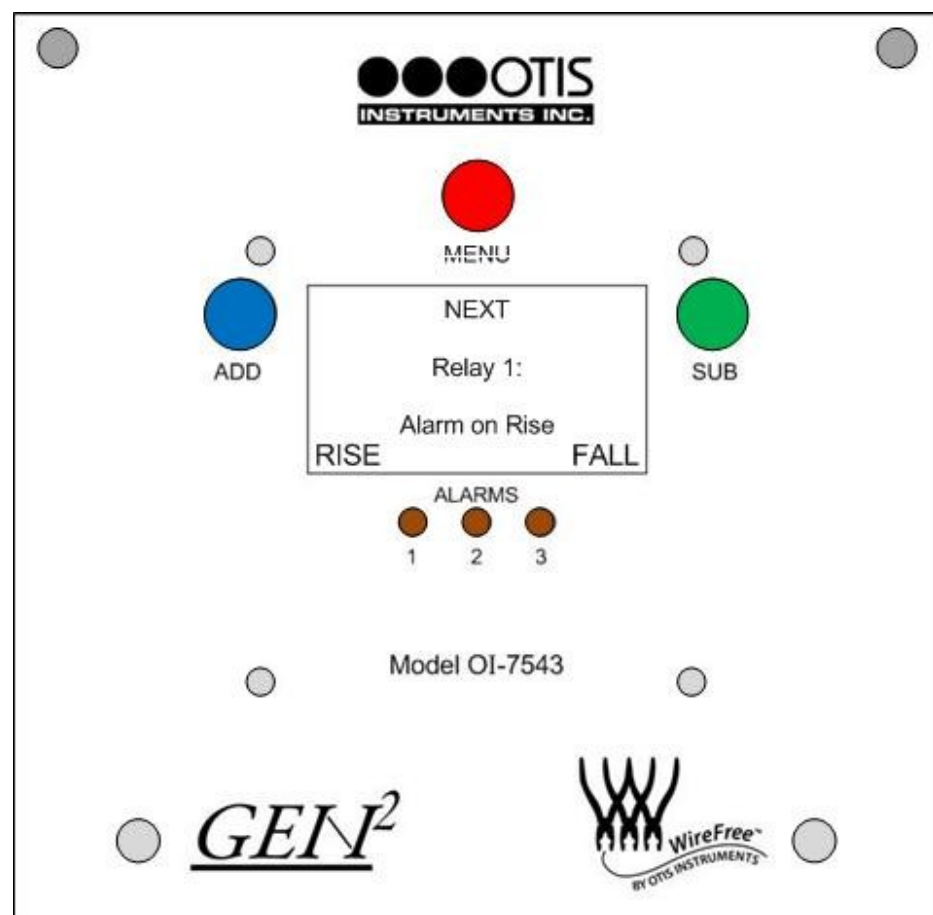 OTIS
INSTRUMENTS INC.
MENU
ADD
SUB
NEXT
Relay 1:
Alarm on Rise
RISE FALL
ALARMS
1 2 3
Model OI-7543
GEN²
WireFree™
BY OTIS INSTRUMENTS